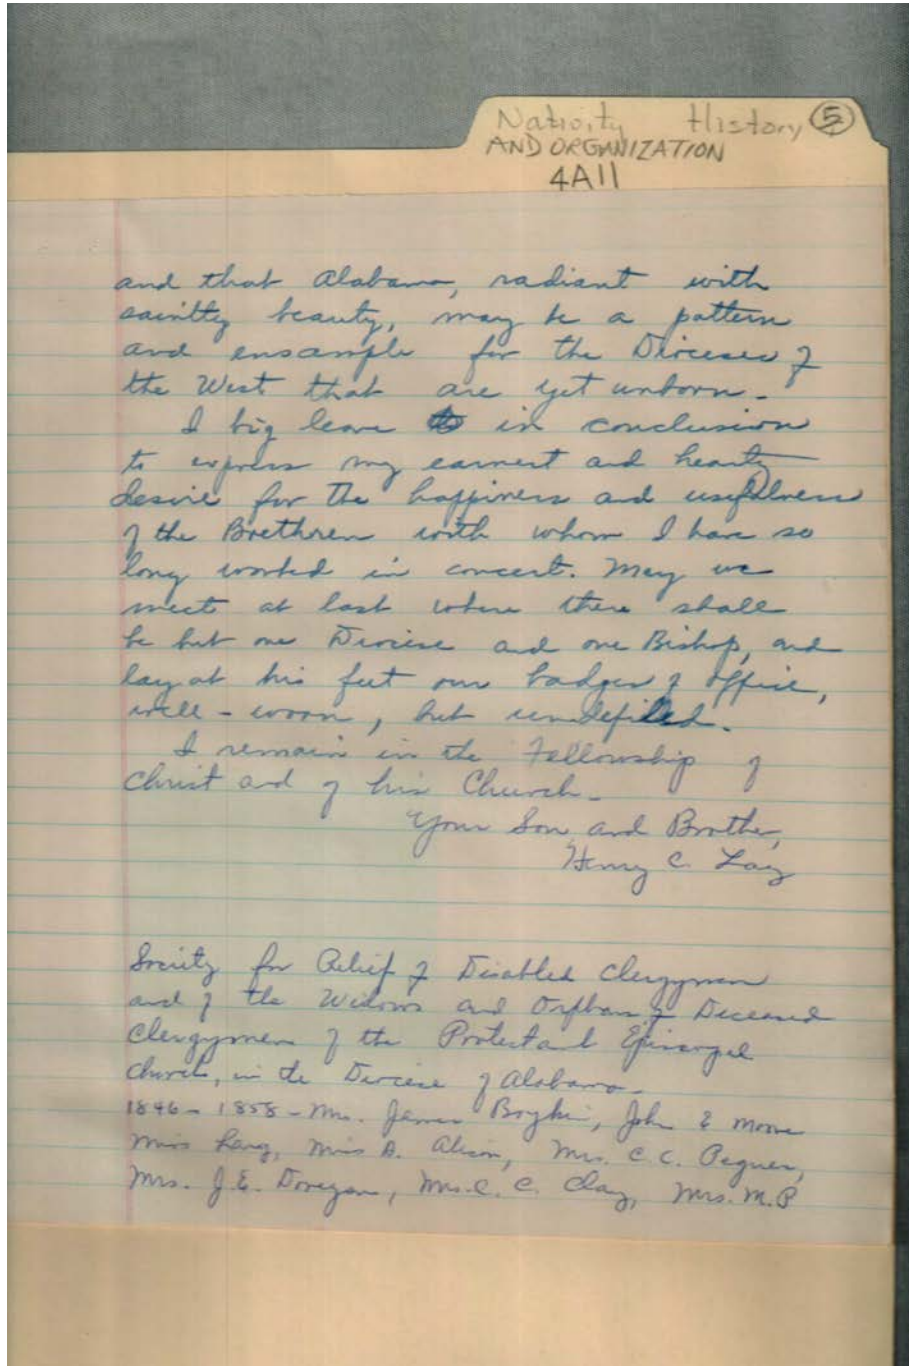 Nativity History 5
AND ORGANIZATION
4A11
and that Alabama, radiant with
saintly beauty, may be a pattern
and ensample for the Dioceses of
the West that are yet unborn -
I beg leave in conclusion
to express my earnest and hearty
desire for the happiness and usefulness
of the Brethren with whom I have so
long worked in concert. May we
meet at last where there shall
be but one Diocese and one Bishop, and
lay at his feet our badges of office,
well-worn, but undefiled.
I remain in the Fellowship of
Christ and of his Church -
Your Son and Brother,
Henry C. Lay
Society for Relief of Disabled Clergymen
and of the Widows and Orphans of Deceased
Clergymen of the Protestant Episcopal
Church, in the Diocese of Alabama -
1846 - 1858 - Mr. James Boykin, John E Moore
Miss A. Alison, Mrs. C. C. Pegues,
Mrs. J. E. Donegan, Mrs. C. C. Clay, Mrs. M. P